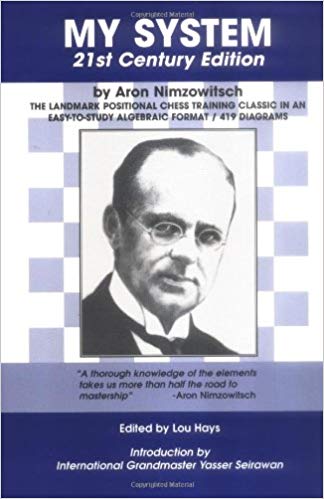 MY SYSTEM
21st Century Edition
by Aron Nimzowitsch
THE LANDMARK POSITIONAL CHESS TRAINING CLASSIC IN AN
EASY-TO-STUDY ALGEBRAIC FORMAT / 419 DIAGRAMS
"A thorough knowledge of the elements
takes us more than half the road to
mastership" -Aron Nimzowitsch
Edited by Lou Hays
Introduction by
International Grandmaster Yasser Seirawan